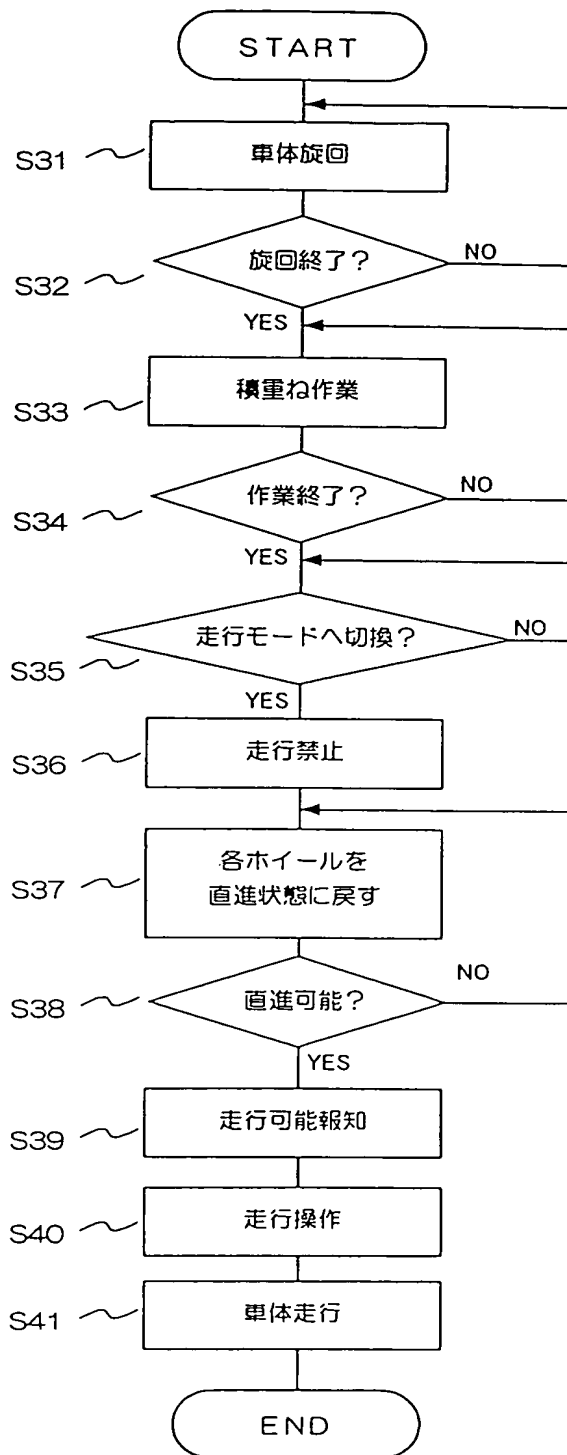 START
S31
車体旋回
S32
旋回終了?
NO
YES
S33
積重ね作業
S34
作業終了?
NO
YES
S35
走行モードへ切換?
NO
YES
S36
走行禁止
S37
各ホイールを
直進状態に戻す
S38
直進可能?
NO
YES
S39
走行可能報知
S40
走行操作
S41
車体走行
END